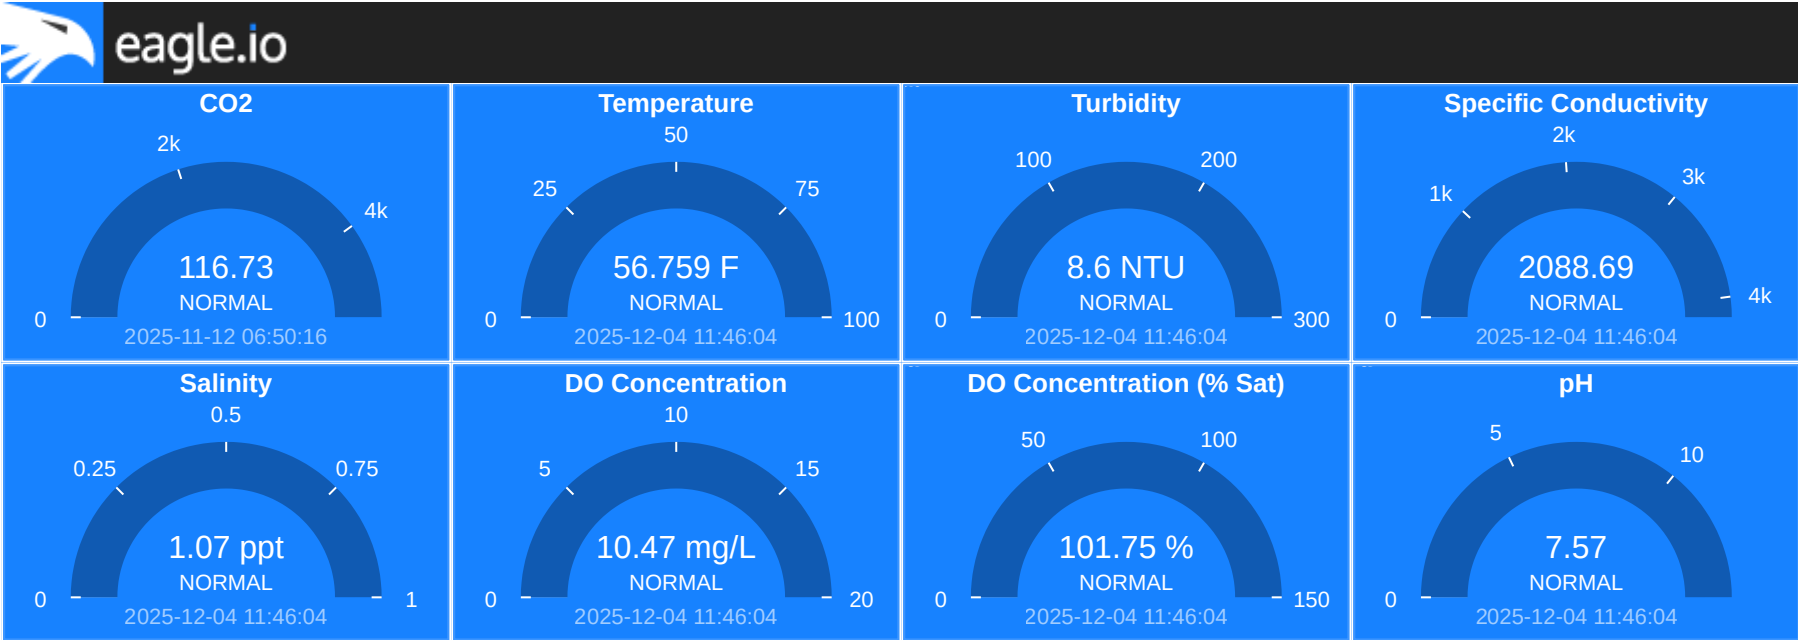 eagle.io
CO2
2k
4k
116.73
NORMAL
0
2025-11-12 06:50:16
Temperature
50
25
75
56.759 F
NORMAL
0
100
2025-12-04 11:46:04
Turbidity
100
200
8.6 NTU
NORMAL
0
300
2025-12-04 11:46:04
Specific Conductivity
2k
1k
3k
2088.69
4k
NORMAL
0
2025-12-04 11:46:04
Salinity
0.5
0.25
0.75
1.07 ppt
NORMAL
0
1
2025-12-04 11:46:04
DO Concentration
10
5
15
10.47 mg/L
NORMAL
0
20
2025-12-04 11:46:04
DO Concentration (% Sat)
50
100
101.75 %
NORMAL
0
150
2025-12-04 11:46:04
pH
5
10
7.57
NORMAL
0
2025-12-04 11:46:04